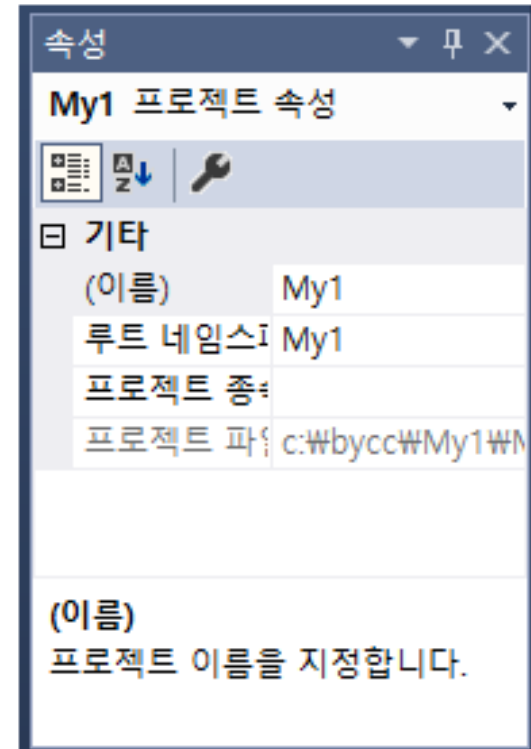 속성
My1 프로젝트 속성
기타
(이름) My1
루트 네임스 My1
프로젝트
프로젝트 c:₩bycc₩My1₩
(이름)
프로젝트 이름을 지정합니다.